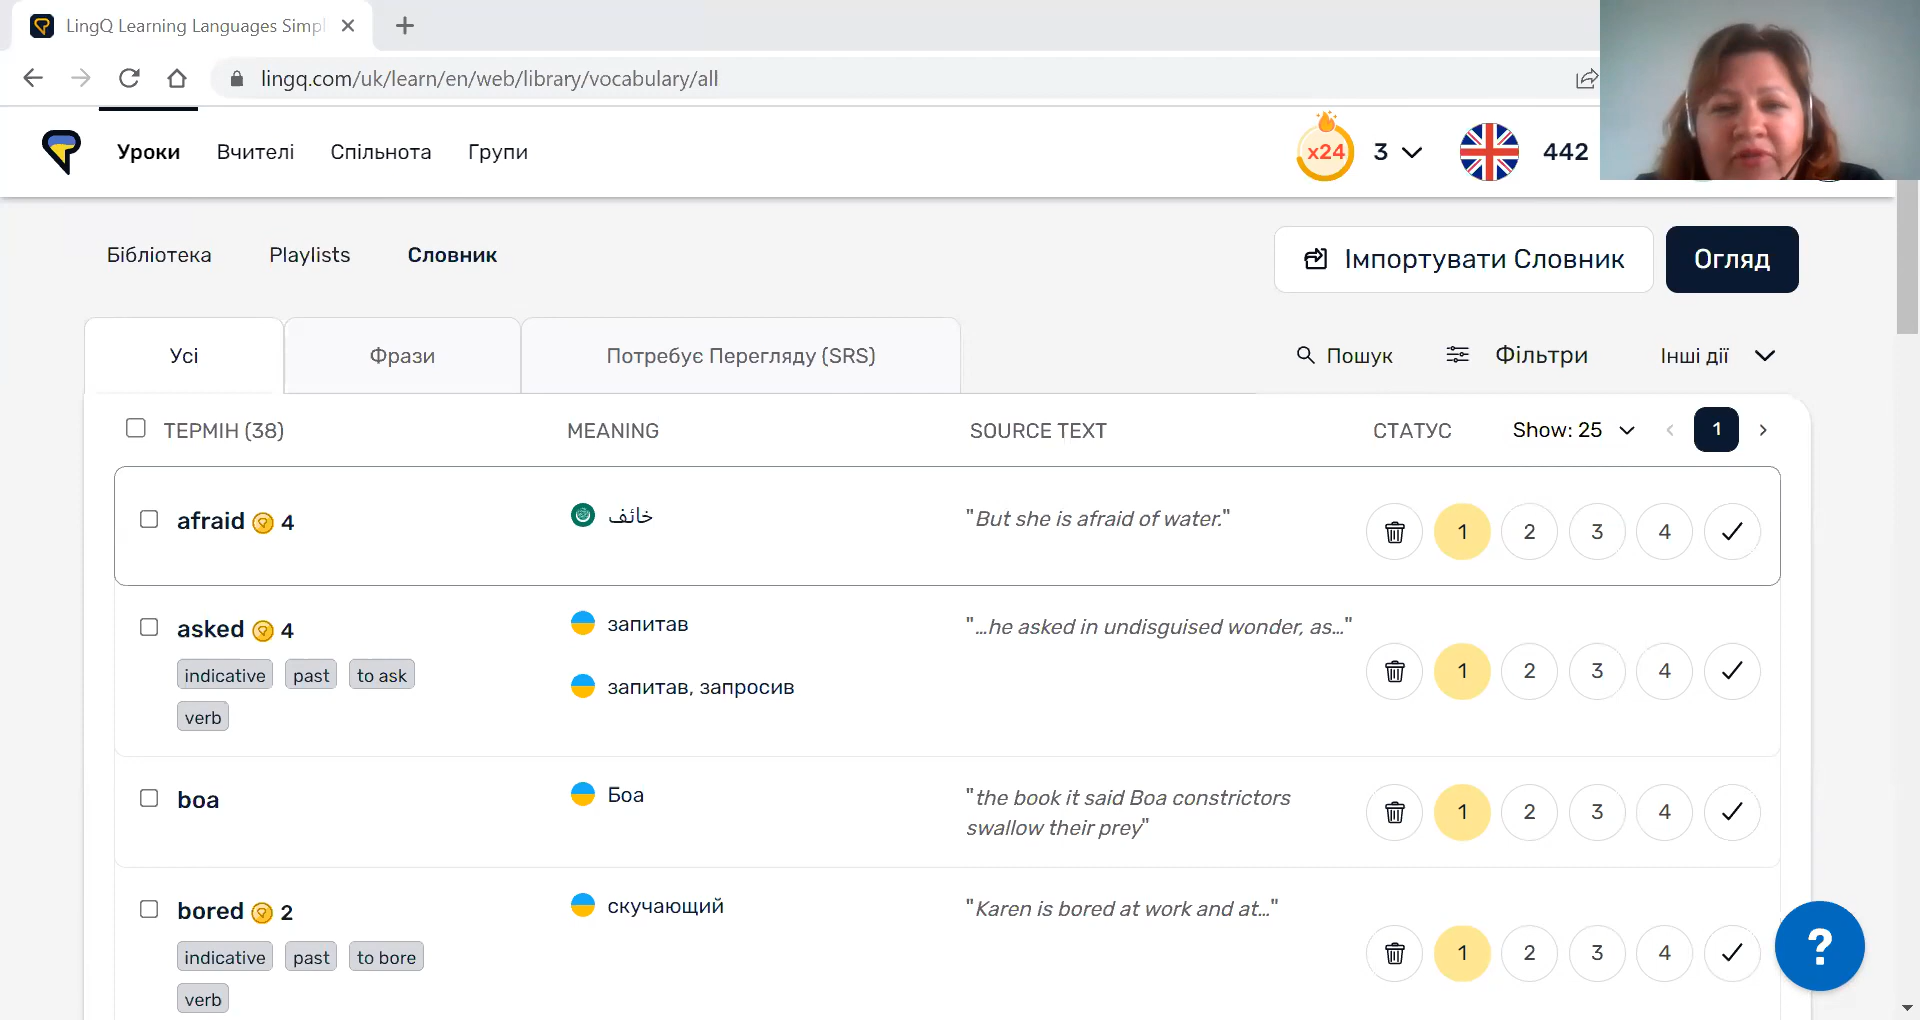 LingQ Learning Languages Simpl
lingq.com/uk/learn/en/web/library/vocabulary/all
Уроки Вчителі Спільнота Групи x24 3 442
Бібліотека Playlists Словник Імпортувати Словник Огляд
Усі Фрази Потребує Перегляду (SRS) Пошук Фільтри Інші дії
ТЕРМІН (38) MEANING SOURCE TEXT СТАТУС Show: 25 1
afraid 4 خائف "But she is afraid of water." 1 2 3 4
asked 4 запитав "...he asked in undisguised wonder, as..."
indicative past to ask запитав, запросив 1 2 3 4
verb
boa Боа "the book it said Boa constrictors
swallow their prey" 1 2 3 4
bored 2 скучающий "Karen is bored at work and at..."
indicative past to bore 1 2 3 4 ?
verb